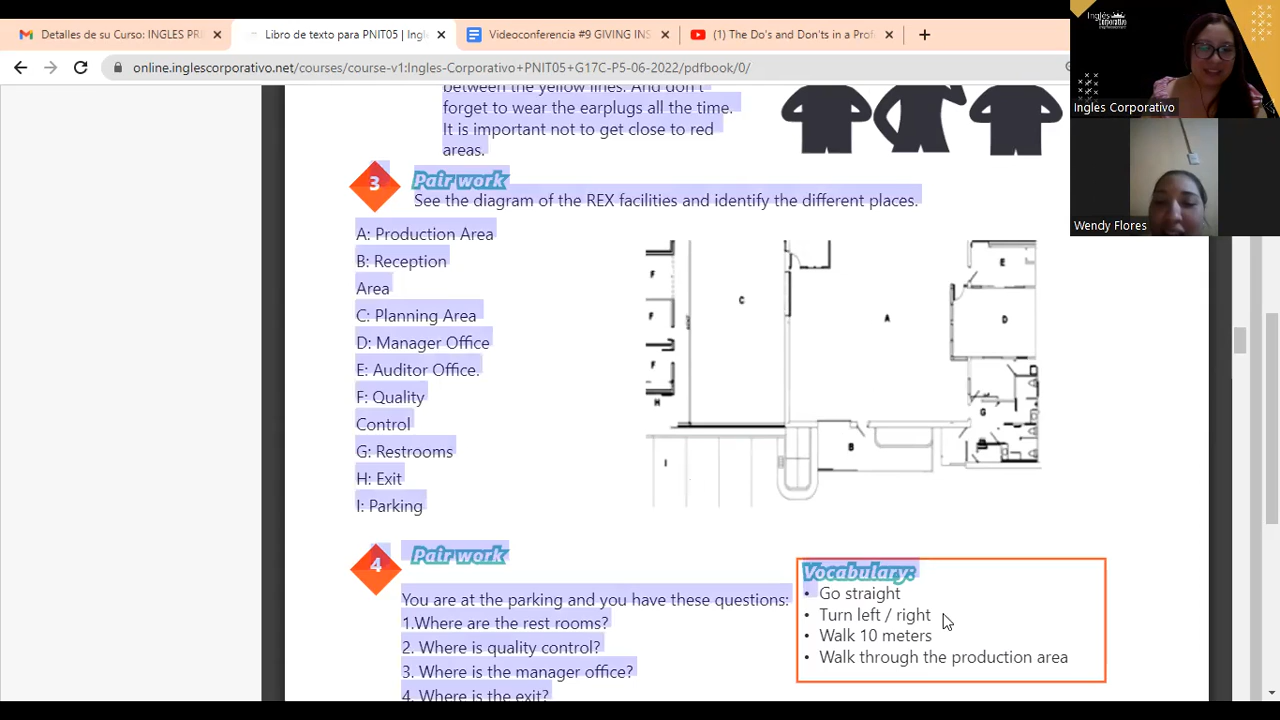 Detalles de su Curso: INGLES PRI
Libro de texto para PNIT05 | Ingl
Videoconferencia #9 GIVING INS
(1) The Do's and Don'ts in a Prof
online.inglescorporativo.net/courses/course-v1:Ingles-Corporativo+PNIT05+G17C-P5-06-2022/pdfbook/0/
Inglés
Corporativo
Ingles Corporativo
Wendy Flores
between the yellow lines. And don't
forget to wear the earplugs all the time.
It is important not to get close to red
areas.
3
Pair work
See the diagram of the REX facilities and identify the different places.
A: Production Area
B: Reception
Area
C: Planning Area
D: Manager Office
E: Auditor Office.
F: Quality
Control
G: Restrooms
H: Exit
I: Parking
F
E
C
F
A
D
F
H
G
B
I
4
Pair work
You are at the parking and you have these questions:
1.Where are the rest rooms?
2. Where is quality control?
3. Where is the manager office?
4. Where is the exit?
Vocabulary:
• Go straight
• Turn left / right
• Walk 10 meters
• Walk through the production area